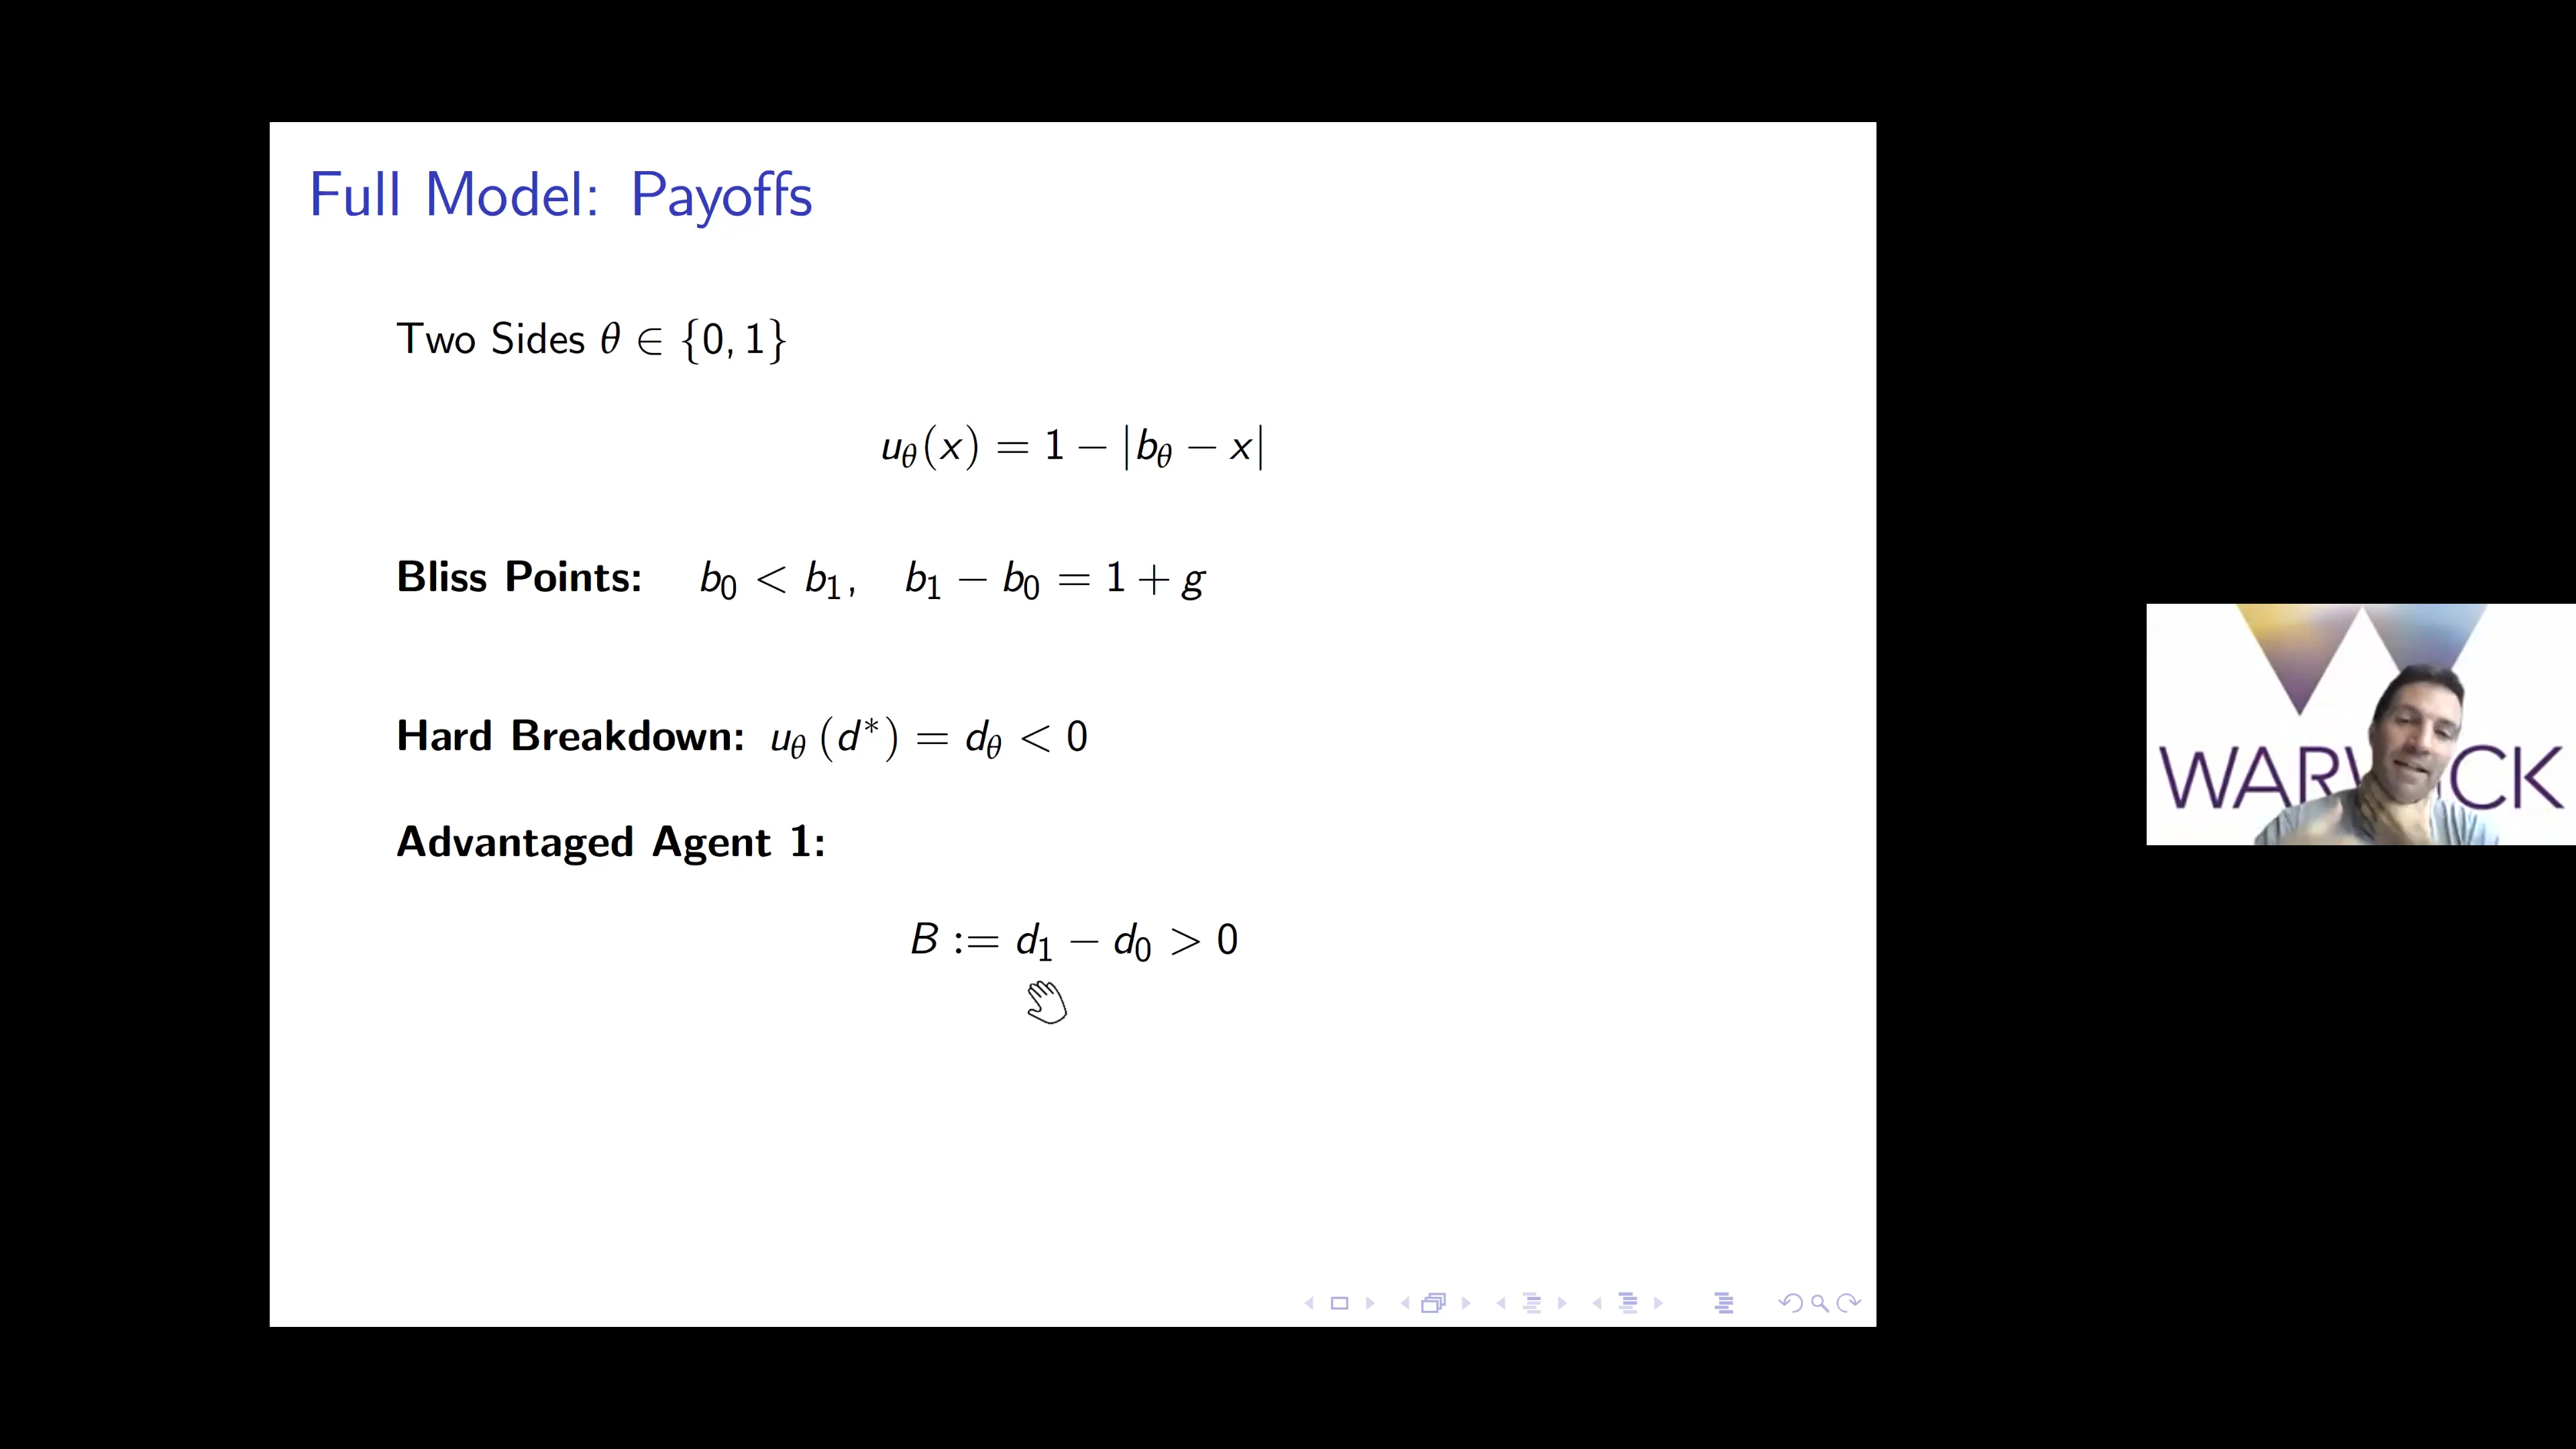 Full Model: Payoffs
Two Sides θ ∈ {0, 1}
u_θ(x) = 1 − |b_θ − x|
Bliss Points: b_0 < b_1, b_1 − b_0 = 1 + g
Hard Breakdown: u_θ (d*) = d_θ < 0
Advantaged Agent 1:
B := d_1 − d_0 > 0
WARWICK